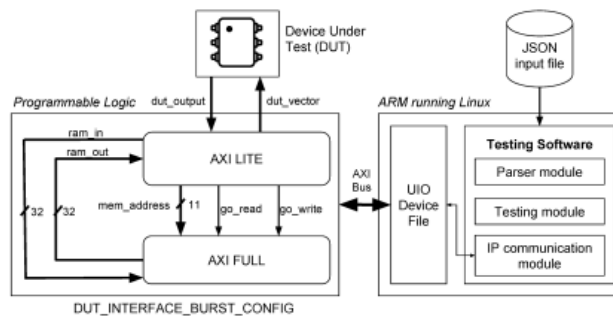 Device Under
Test (DUT)
JSON
input file
Programmable Logic
dut_output
dut_vector
ARM running Linux
ram_in
ram_out
AXI LITE
32
32
mem_address
11
go_read
go_write
AXI FULL
DUT_INTERFACE_BURST_CONFIG
AXI
Bus
UIO
Device
File
Testing Software
Parser module
Testing module
IP communication
module